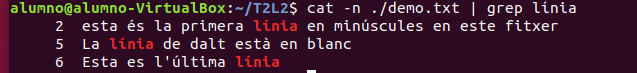 alumno@alumno-VirtualBox:~/T2L2$ cat -n ./demo.txt | grep línia
2 esta és la primera línia en minúscules en este fitxer
5 La línia de dalt està en blanc
6 Esta es l'última línia